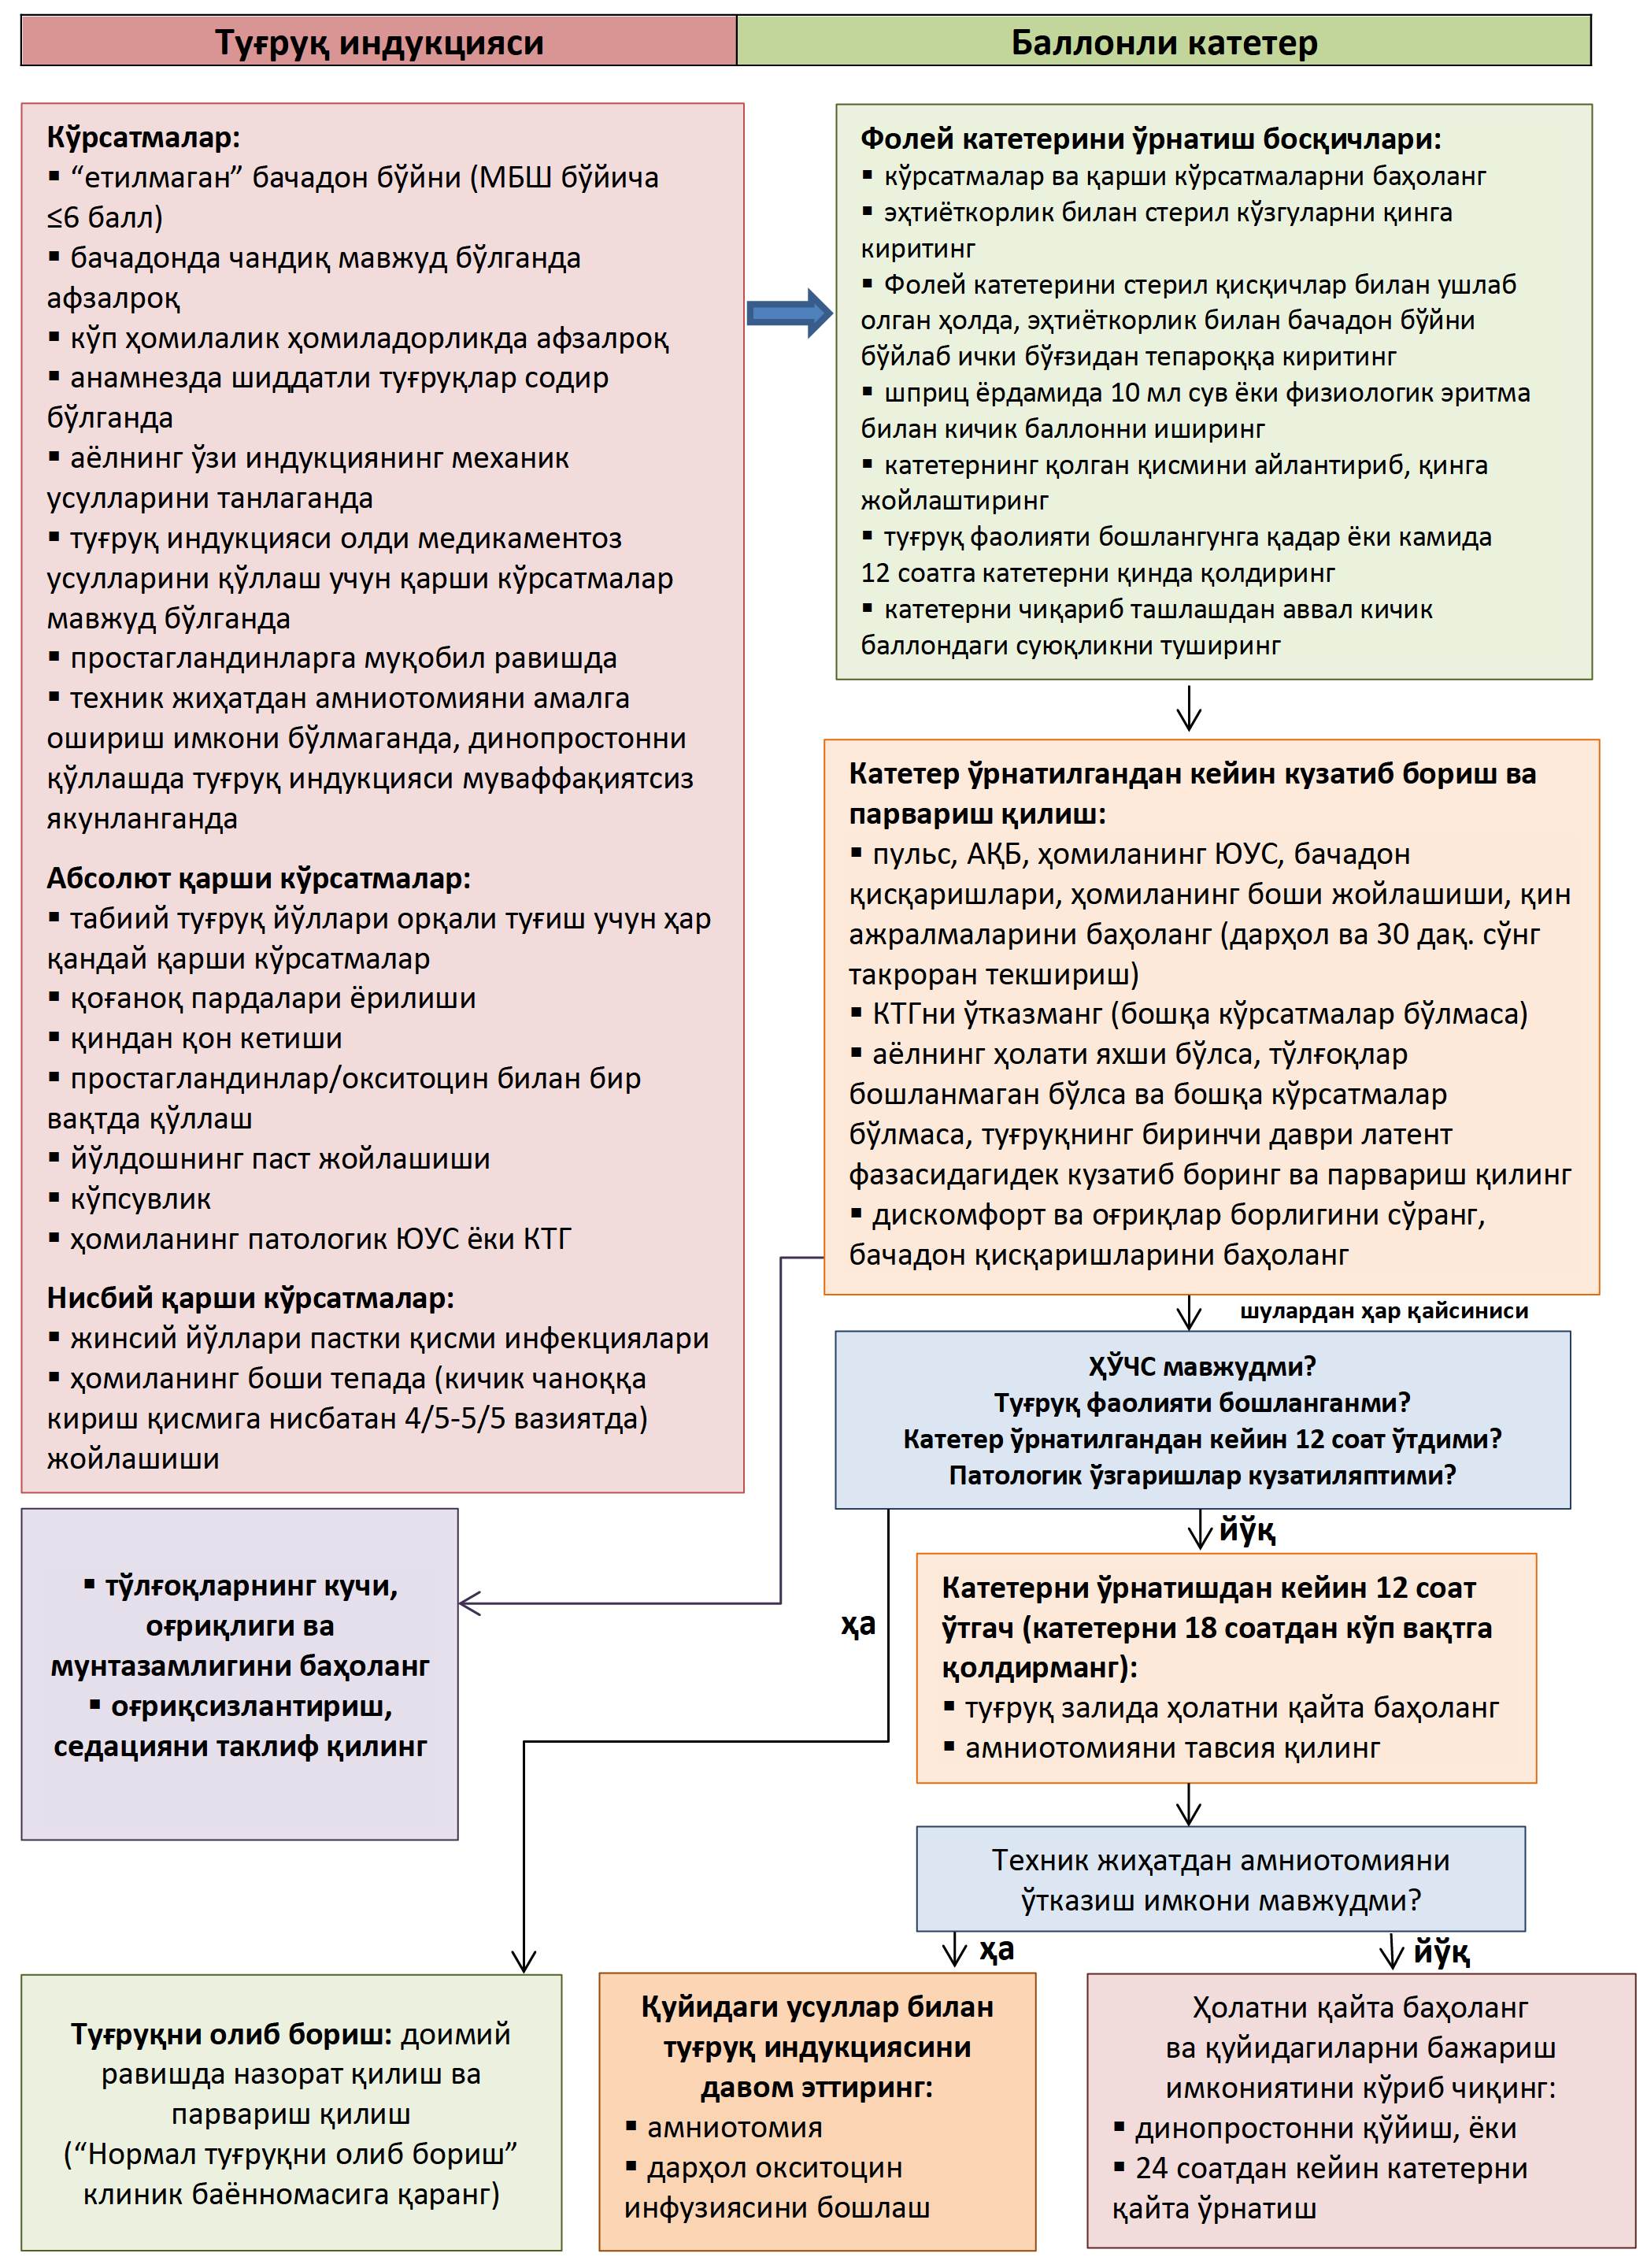 Туғруқ индукцияси
Баллонли катетер
Кўрсатмалар:
▪ “етилмаган” бачадон бўйни (МБШ бўйича
≤6 балл)
▪ бачадонда чандиқ мавжуд бўлганда
афзалроқ
▪ кўп ҳомилалик ҳомиладорликда афзалроқ
▪ анамнезда шиддатли туғруқлар содир
бўлганда
▪ аёлнинг ўзи индукциянинг механик
усулларини танлаганда
▪ туғруқ индукцияси олди медикаментоз
усулларини қўллаш учун қарши кўрсатмалар
мавжуд бўлганда
▪ простагландинларга муқобил равишда
▪ техник жиҳатдан амниотомияни амалга
ошириш имкони бўлмаганда, динопростонни
қўллашда туғруқ индукцияси муваффақиятсиз
якунланганда
Абсолют қарши кўрсатмалар:
▪ табиий туғруқ йўллари орқали туғиш учун ҳар
қандай қарши кўрсатмалар
▪ қоғаноқ пардалари ёрилиши
▪ қиндан қон кетиши
▪ простагландинлар/окситоцин билан бир
вақтда қўллаш
▪ йўлдошнинг паст жойлашиши
▪ кўпсувлик
▪ ҳомиланинг патологик ЮУС ёки КТГ
Нисбий қарши кўрсатмалар:
▪ жинсий йўллари пастки қисми инфекциялари
▪ ҳомиланинг боши тепада (кичик чаноққа
кириш қисмига нисбатан 4/5-5/5 вазиятда)
жойлашиши
Фолей катетерини ўрнатиш босқичлари:
▪ кўрсатмалар ва қарши кўрсатмаларни баҳоланг
▪ эҳтиёткорлик билан стерил кўзгуларни қинга
киритинг
▪ Фолей катетерини стерил қисқичлар билан ушлаб
олган ҳолда, эҳтиёткорлик билан бачадон бўйни
бўйлаб ички бўғзидан тепароққа киритинг
▪ шприц ёрдамида 10 мл сув ёки физиологик эритма
билан кичик баллонни иширинг
▪ катетернинг қолган қисмини айлантириб, қинга
жойлаштиринг
▪ туғруқ фаолияти бошлангунга қадар ёки камида
12 соатга катетерни қинда қолдиринг
▪ катетерни чиқариб ташлашдан аввал кичик
баллондаги суюқликни туширинг
Катетер ўрнатилгандан кейин кузатиб бориш ва
парвариш қилиш:
▪ пульс, АҚБ, ҳомиланинг ЮУС, бачадон
қисқаришлари, ҳомиланинг боши жойлашиши, қин
ажралмаларини баҳоланг (дарҳол ва 30 дақ. сўнг
такроран текшириш)
▪ КТГни ўтказманг (бошқа кўрсатмалар бўлмаса)
▪ аёлнинг ҳолати яхши бўлса, тўлғоқлар
бошланмаган бўлса ва бошқа кўрсатмалар
бўлмаса, туғруқнинг биринчи даври латент
фазасидагидек кузатиб боринг ва парвариш қилинг
▪ дискомфорт ва оғриқлар борлигини сўранг,
бачадон қисқаришларини баҳоланг
шулардан ҳар қайсиниси
ҲЎЧС мавжудми?
Туғруқ фаолияти бошланганми?
Катетер ўрнатилгандан кейин 12 соат ўтдими?
Патологик ўзгаришлар кузатиляптими?
йўқ
ҳа
▪ тўлғоқларнинг кучи,
оғриқлиги ва
мунтазамлигини баҳоланг
▪ оғриқсизлантириш,
седацияни таклиф қилинг
Катетерни ўрнатишдан кейин 12 соат
ўтгач (катетерни 18 соатдан кўп вақтга
қолдирманг):
▪ туғруқ залида ҳолатни қайта баҳоланг
▪ амниотомияни тавсия қилинг
Техник жиҳатдан амниотомияни
ўтказиш имкони мавжудми?
ҳа
йўқ
Туғруқни олиб бориш: доимий
равишда назорат қилиш ва
парвариш қилиш
(“Нормал туғруқни олиб бориш”
клиник баённомасига қаранг)
Қуйидаги усуллар билан
туғруқ индукциясини
давом эттиринг:
▪ амниотомия
▪ дарҳол окситоцин
инфузиясини бошлаш
Ҳолатни қайта баҳоланг
ва қуйидагиларни бажариш
имкониятини кўриб чиқинг:
▪ динопростонни қўйиш, ёки
▪ 24 соатдан кейин катетерни
қайта ўрнатиш